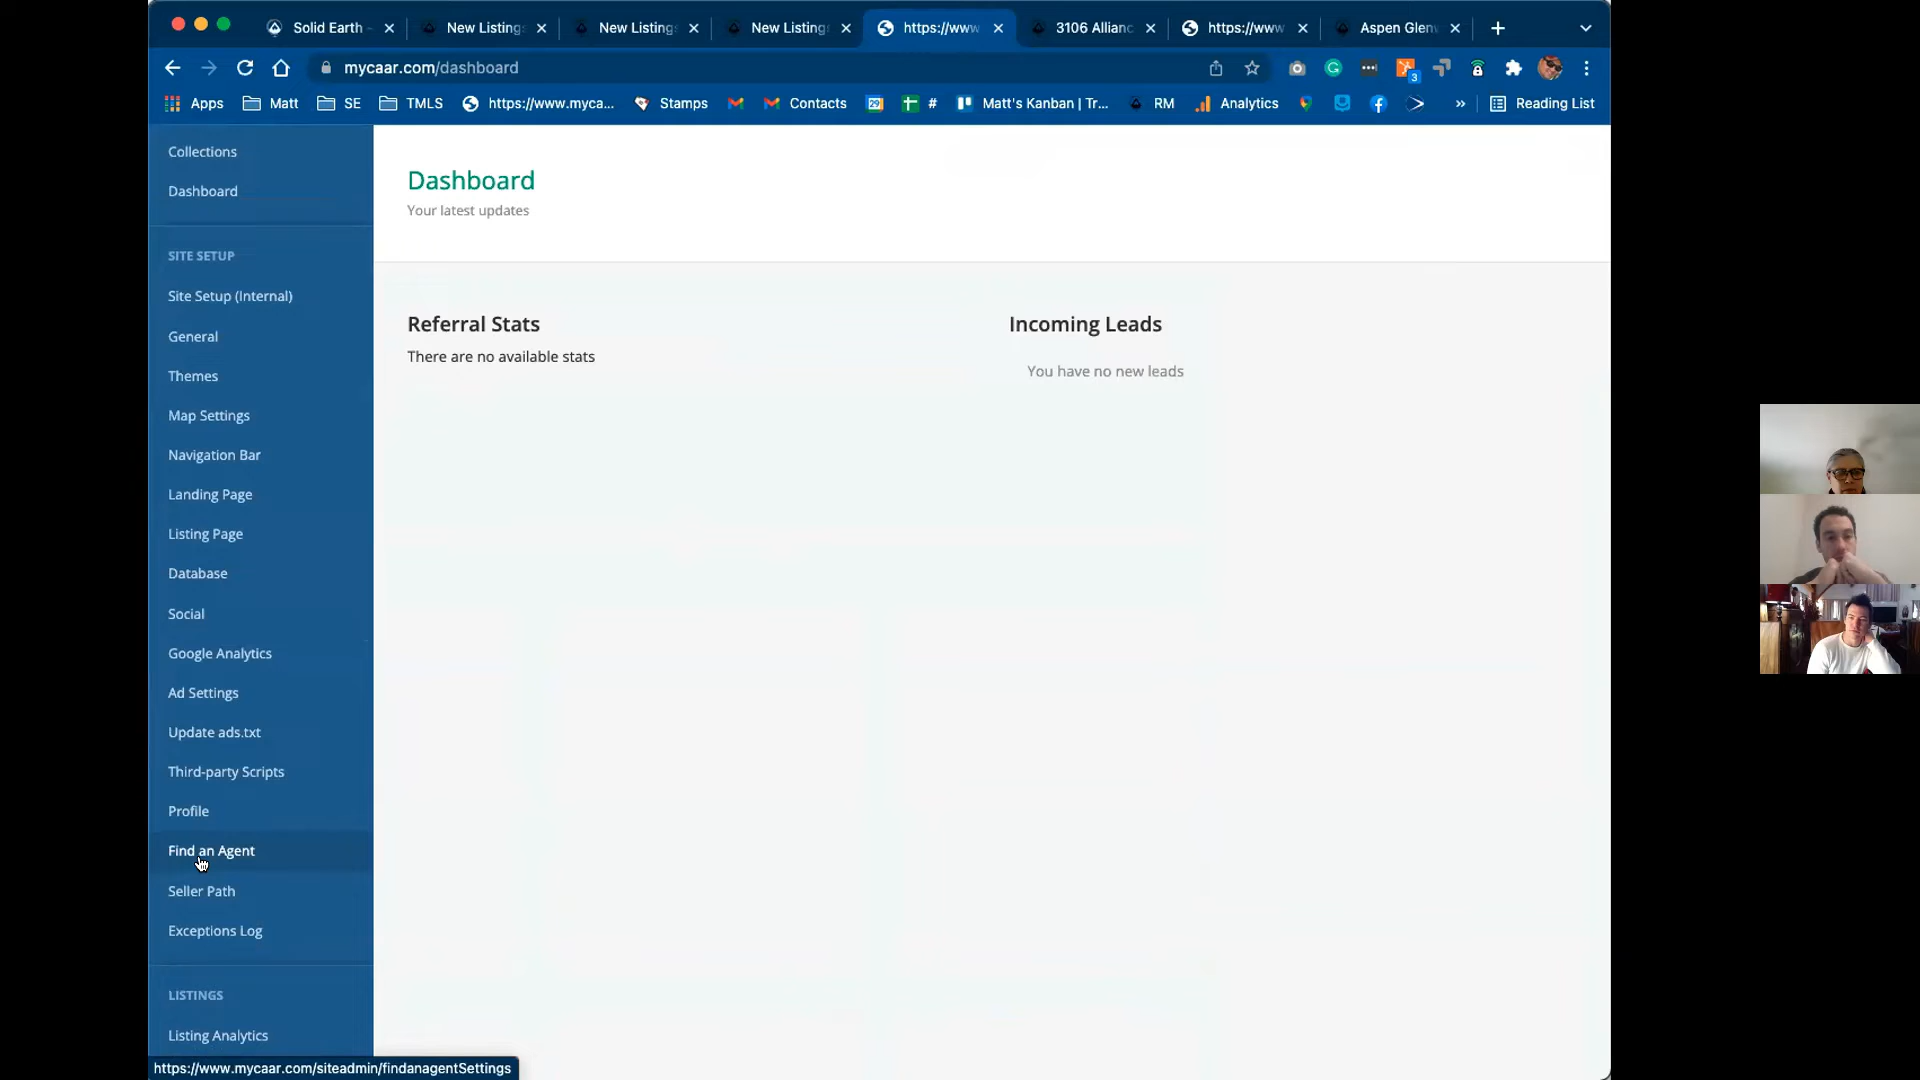 Solid Earth -
New Listings
New Listing
New Listing
https://www
3106 Allianc
https://www
Aspen Glen
mycaar.com/dashboard
3
Apps
Matt
SE
TMLS
https://www.myca...
Stamps
Contacts
29
#
Matt's Kanban | Tr...
RM
Analytics
»
Reading List
Collections
Dashboard
SITE SETUP
Site Setup (Internal)
General
Themes
Map Settings
Navigation Bar
Landing Page
Listing Page
Database
Social
Google Analytics
Ad Settings
Update ads.txt
Third-party Scripts
Profile
Find an Agent
Seller Path
Exceptions Log
LISTINGS
Listing Analytics
https://www.mycaar.com/siteadmin/findanagentSettings
Dashboard
Your latest updates
Referral Stats
There are no available stats
Incoming Leads
You have no new leads